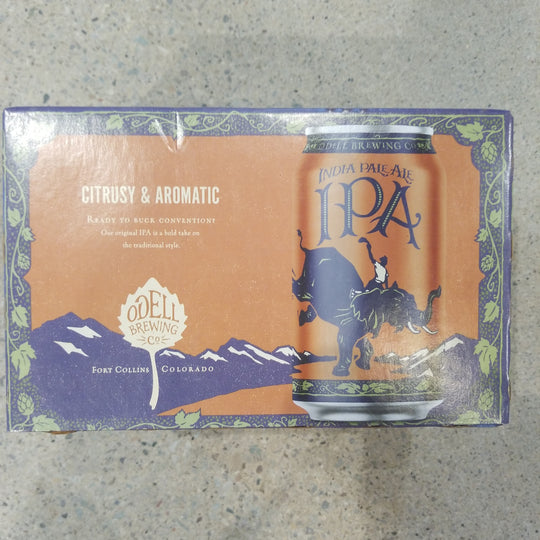 CITRUSY & AROMATIC
READY TO BUCK CONVENTION?
Our original IPA is a bold take on
the traditional style.
ODELL
BREWING
CO
FORT COLLINS COLORADO
ODELL BREWING CO
INDIA PALE ALE
IPA